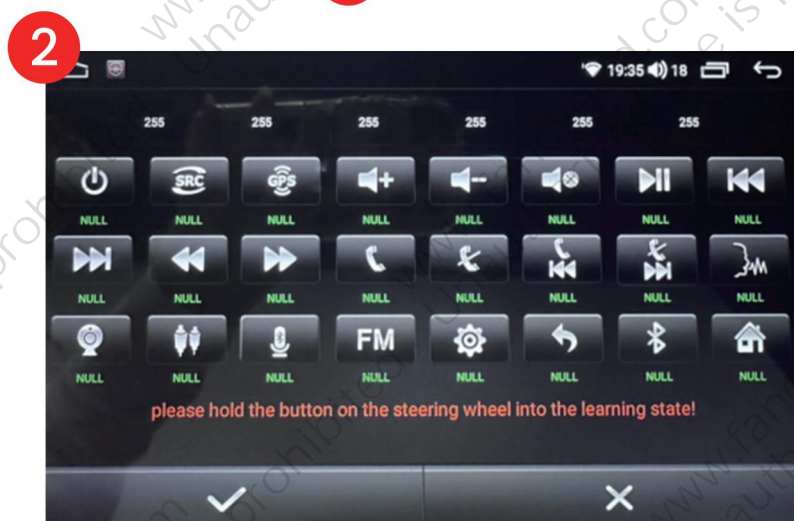 2
19:35 18
255 255 255 255 255 255
SRC GPS
NULL NULL NULL NULL NULL NULL NULL NULL
NULL NULL NULL NULL NULL NULL NULL NULL
FM
NULL NULL NULL NULL NULL NULL NULL NULL
please hold the button on the steering wheel into the learning state!